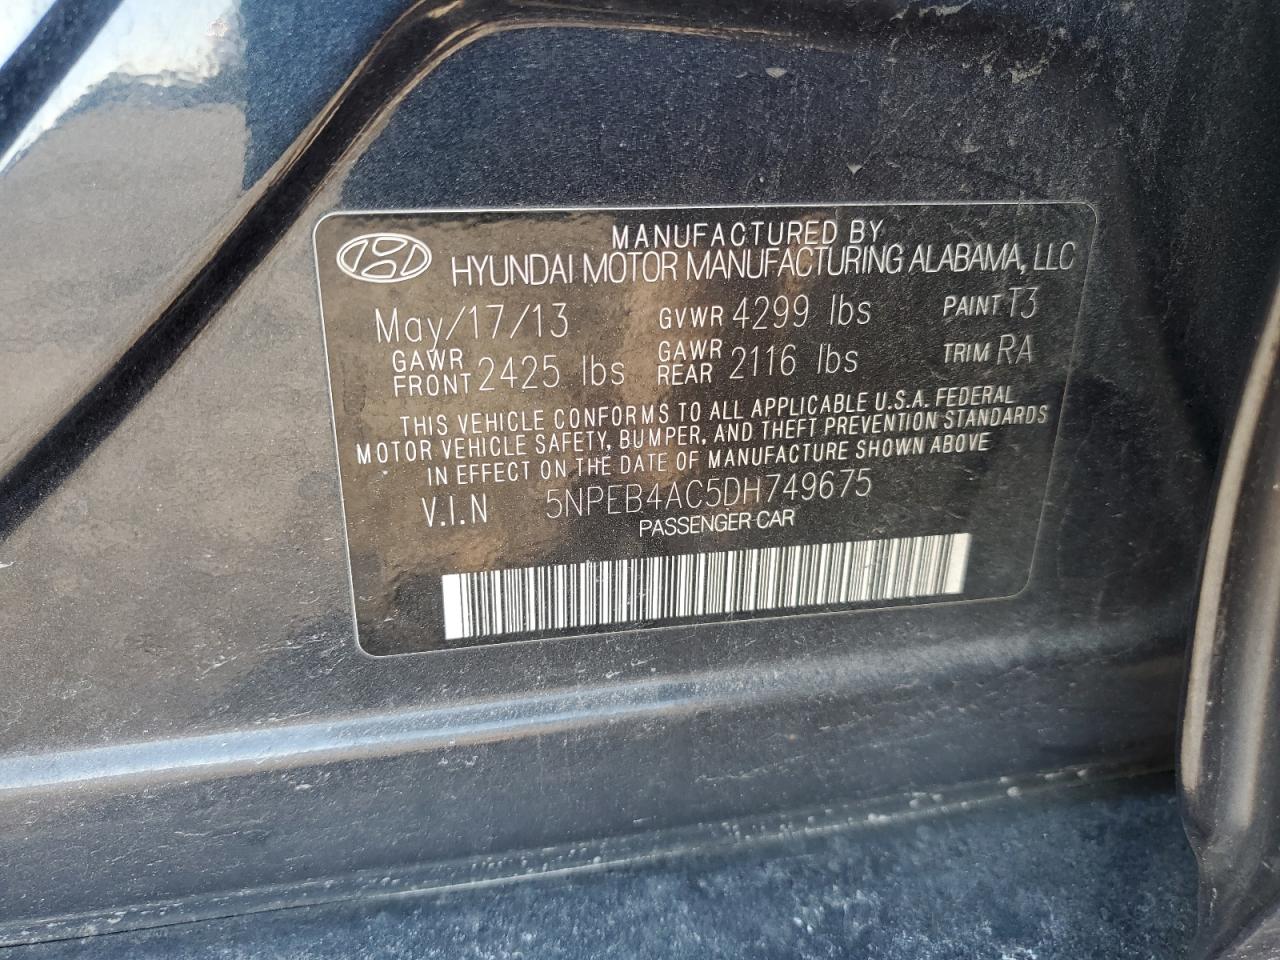 MANUFACTURED BY
HYUNDAI MOTOR MANUFACTURING ALABAMA, LLC
May/17/13 GVWR 4299 lbs PAINT T3
GAWR FRONT 2425 lbs GAWR REAR 2116 lbs TRIM RA
THIS VEHICLE CONFORMS TO ALL APPLICABLE U.S.A. FEDERAL
MOTOR VEHICLE SAFETY, BUMPER, AND THEFT PREVENTION STANDARDS
IN EFFECT ON THE DATE OF MANUFACTURE SHOWN ABOVE
V.I.N 5NPEB4AC5DH749675
PASSENGER CAR